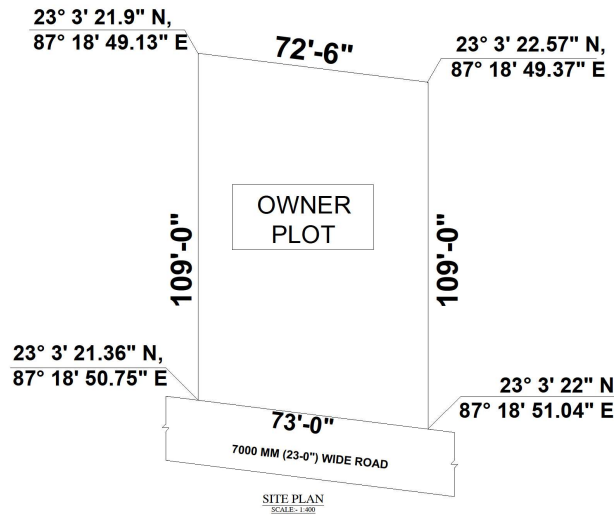 23° 3' 21.9" N,
87° 18' 49.13" E
72'-6"
23° 3' 22.57" N,
87° 18' 49.37" E
OWNER
PLOT
109'-0"
109'-0"
23° 3' 21.36" N,
87° 18' 50.75" E
23° 3' 22" N
87° 18' 51.04" E
73'-0"
7000 MM (23-0") WIDE ROAD
SITE PLAN
SCALE:- 1:400